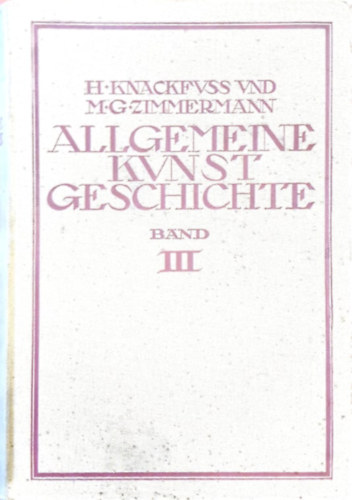 H·KNACKFVSS VND
M·G·ZIMMERMANN
ALLGEMEINE
KVNST
GESCHICHTE
BAND
III